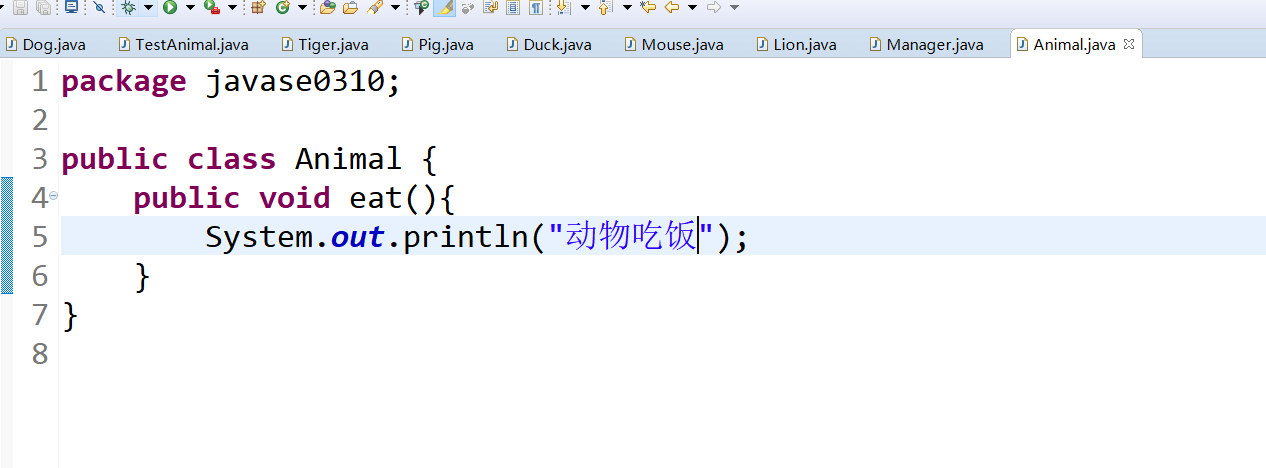 Dog.java TestAnimal.java Tiger.java Pig.java Duck.java Mouse.java Lion.java Manager.java Animal.java
1 package javase0310;
2
3 public class Animal {
4 public void eat(){
5 System.out.println("动物吃饭");
6 }
7 }
8